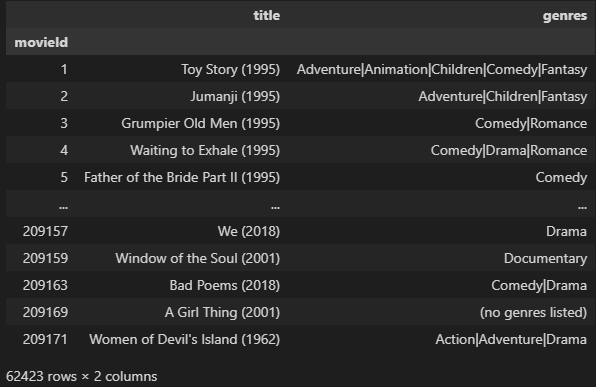 title genres
movieId
1 Toy Story (1995) Adventure|Animation|Children|Comedy|Fantasy
2 Jumanji (1995) Adventure|Children|Fantasy
3 Grumpier Old Men (1995) Comedy|Romance
4 Waiting to Exhale (1995) Comedy|Drama|Romance
5 Father of the Bride Part II (1995) Comedy
... ... ...
209157 We (2018) Drama
209159 Window of the Soul (2001) Documentary
209163 Bad Poems (2018) Comedy|Drama
209169 A Girl Thing (2001) (no genres listed)
209171 Women of Devil's Island (1962) Action|Adventure|Drama
62423 rows × 2 columns